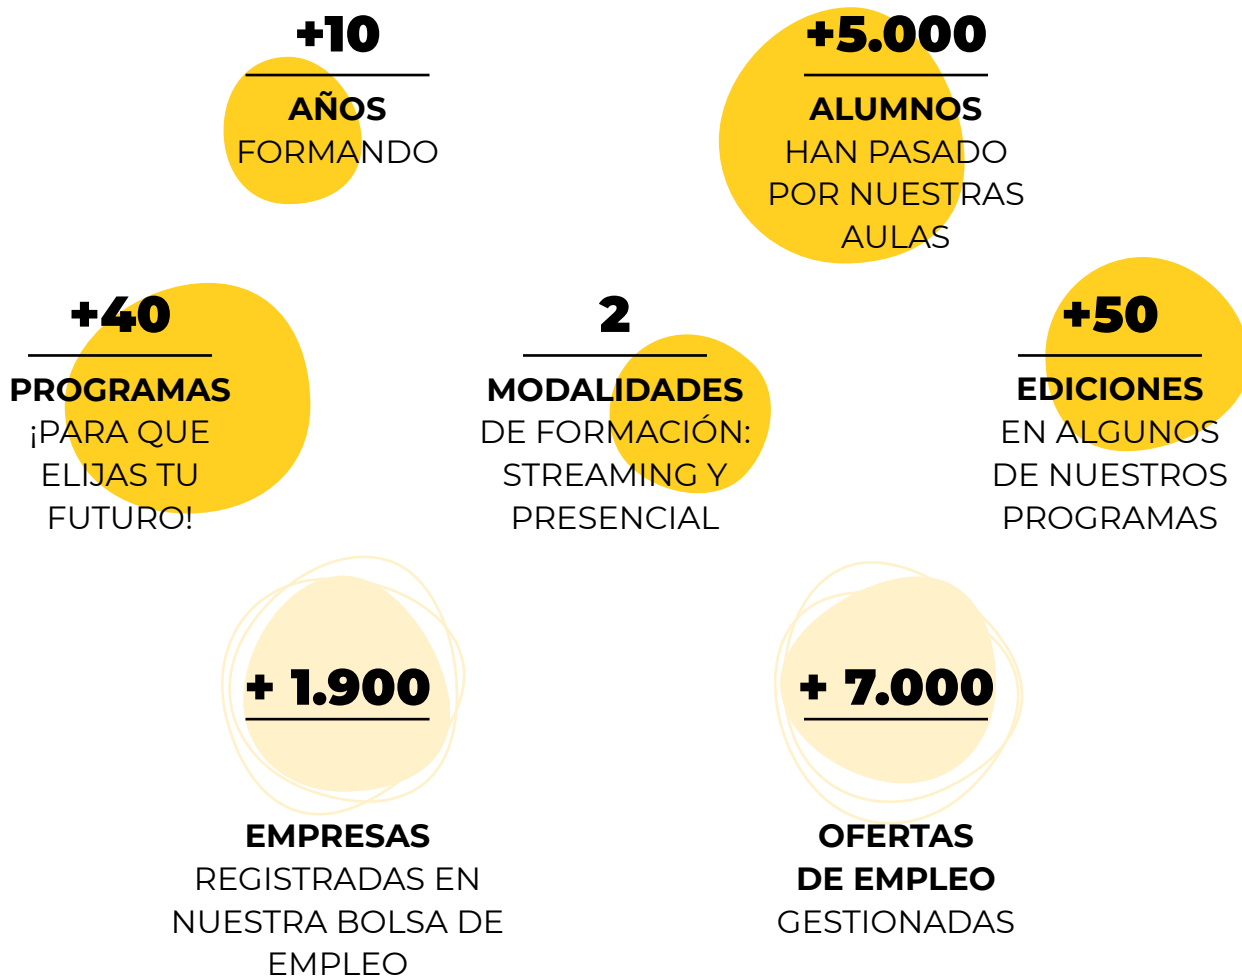 +10
AÑOS
FORMANDO
+5.000
ALUMNOS
HAN PASADO
POR NUESTRAS
AULAS
+40
PROGRAMAS
¡PARA QUE
ELIJAS TU
FUTURO!
2
MODALIDADES
DE FORMACIÓN:
STREAMING Y
PRESENCIAL
+50
EDICIONES
EN ALGUNOS
DE NUESTROS
PROGRAMAS
+ 1.900
EMPRESAS
REGISTRADAS EN
NUESTRA BOLSA DE
EMPLEO
+ 7.000
OFERTAS
DE EMPLEO
GESTIONADAS